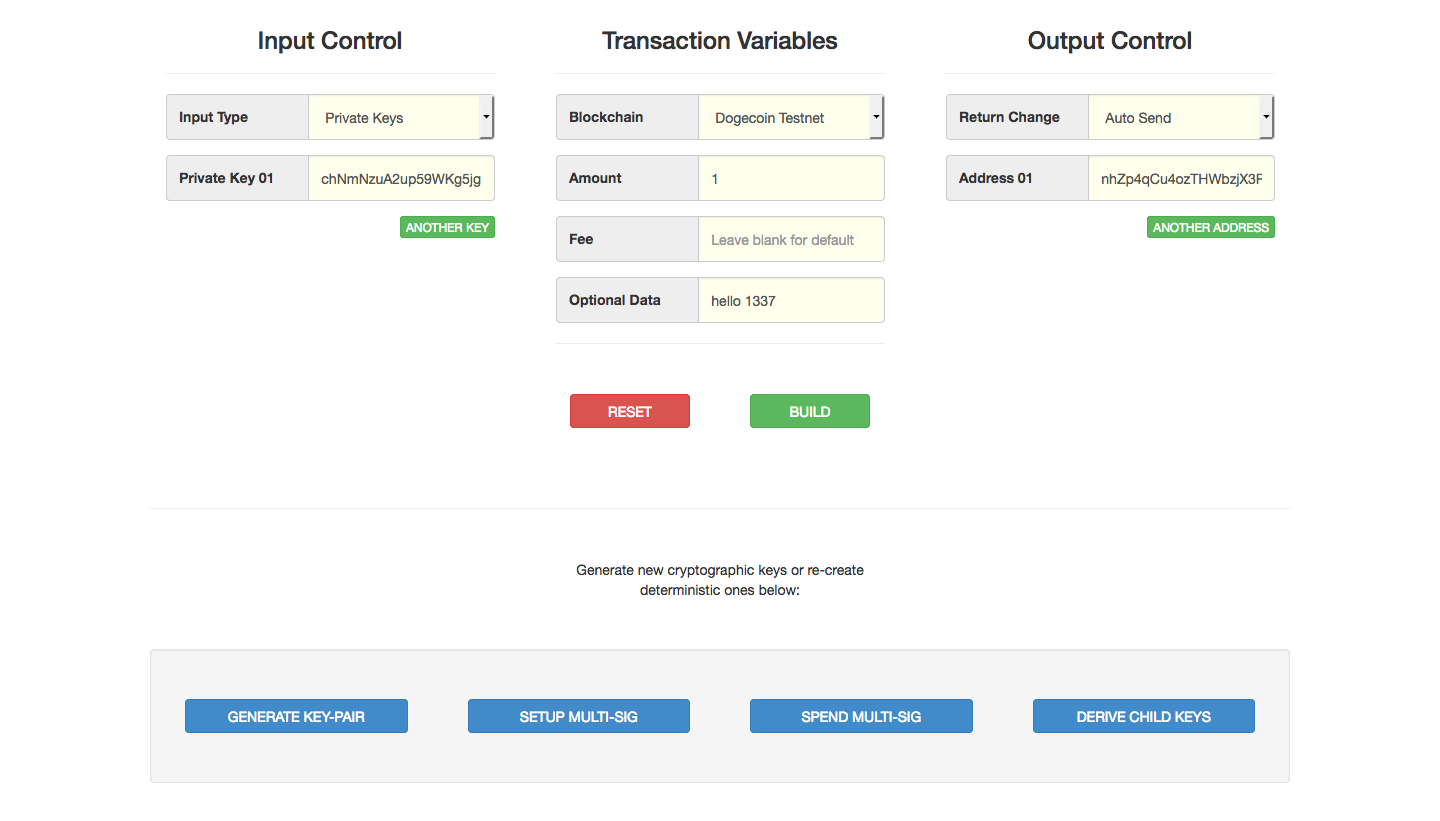 Input Control
Transaction Variables
Output Control
Input Type
Private Keys
Blockchain
Dogecoin Testnet
Return Change
Auto Send
Private Key 01
chNmNzuA2up59WKg5jg
Amount
1
Address 01
nhZp4qCu4ozTHWbzjX3F
ANOTHER KEY
Fee
Leave blank for default
ANOTHER ADDRESS
Optional Data
hello 1337
RESET
BUILD
Generate new cryptographic keys or re-create
deterministic ones below:
GENERATE KEY-PAIR
SETUP MULTI-SIG
SPEND MULTI-SIG
DERIVE CHILD KEYS